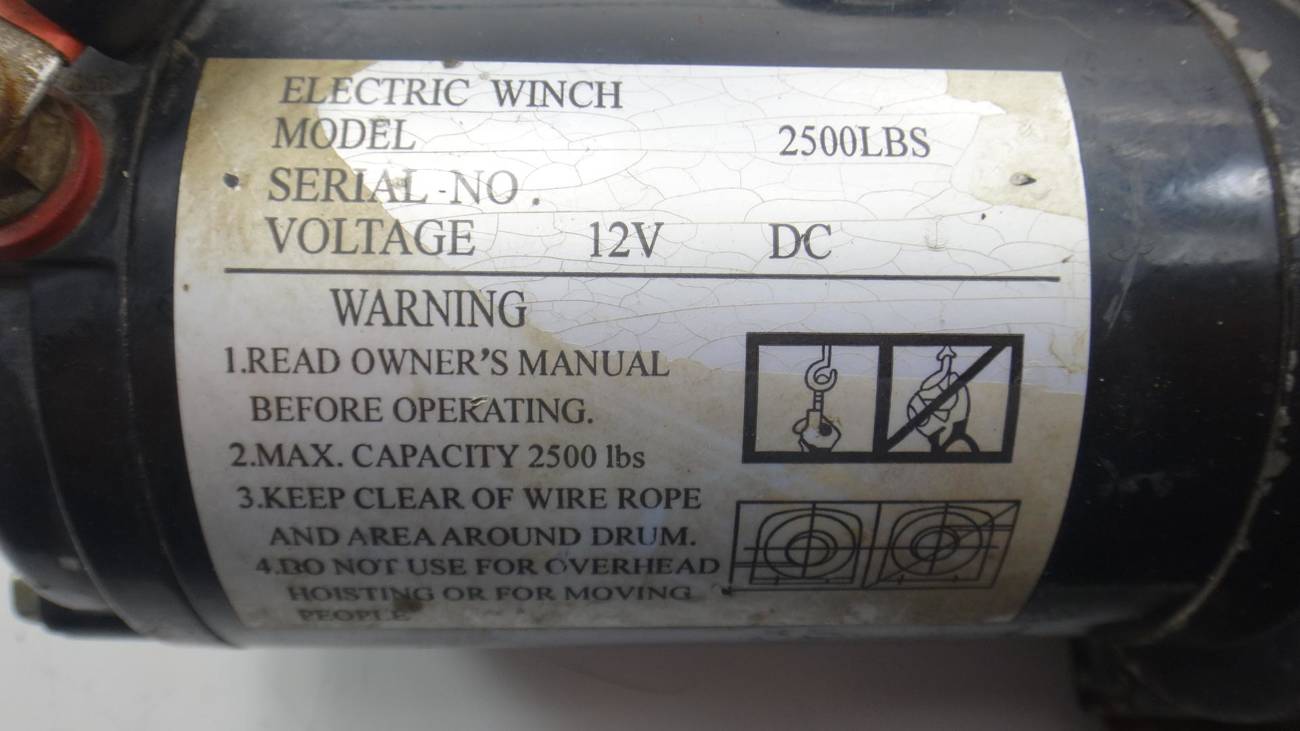 ELECTRIC WINCH
MODEL 2500LBS
SERIAL NO.
VOLTAGE 12V DC
WARNING
1.READ OWNER'S MANUAL
BEFORE OPERATING.
2.MAX. CAPACITY 2500 lbs
3.KEEP CLEAR OF WIRE ROPE
AND AREA AROUND DRUM.
4.DO NOT USE FOR OVERHEAD
HOISTING OR FOR MOVING
PEOPLE